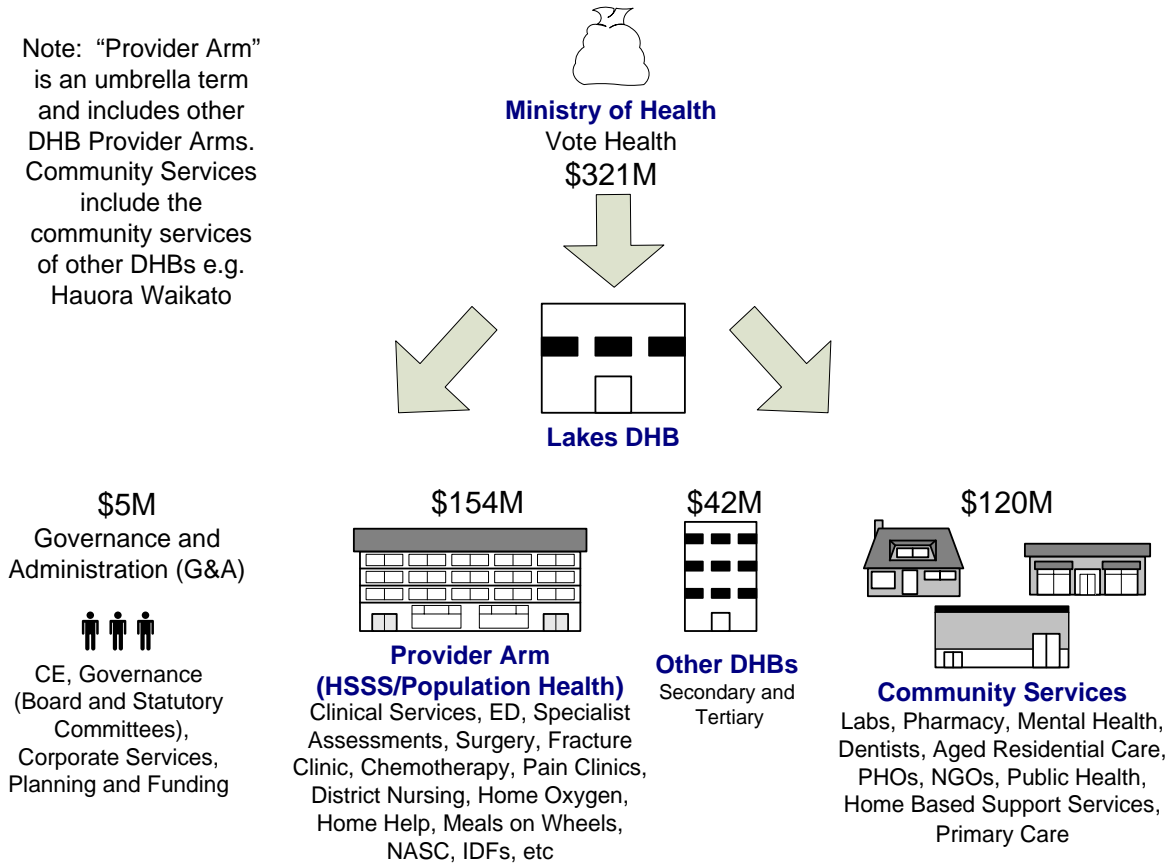 Note: “Provider Arm”
is an umbrella term
and includes other
DHB Provider Arms.
Community Services
include the
community services
of other DHBs e.g.
Hauora Waikato
Ministry of Health
Vote Health
$321M
Lakes DHB
$5M
Governance and
Administration (G&A)
CE, Governance
(Board and Statutory
Committees),
Corporate Services,
Planning and Funding
$154M
Provider Arm
(HSSS/Population Health)
Clinical Services, ED, Specialist
Assessments, Surgery, Fracture
Clinic, Chemotherapy, Pain Clinics,
District Nursing, Home Oxygen,
Home Help, Meals on Wheels,
NASC, IDFs, etc
$42M
Other DHBs
Secondary and
Tertiary
$120M
Community Services
Labs, Pharmacy, Mental Health,
Dentists, Aged Residential Care,
PHOs, NGOs, Public Health,
Home Based Support Services,
Primary Care